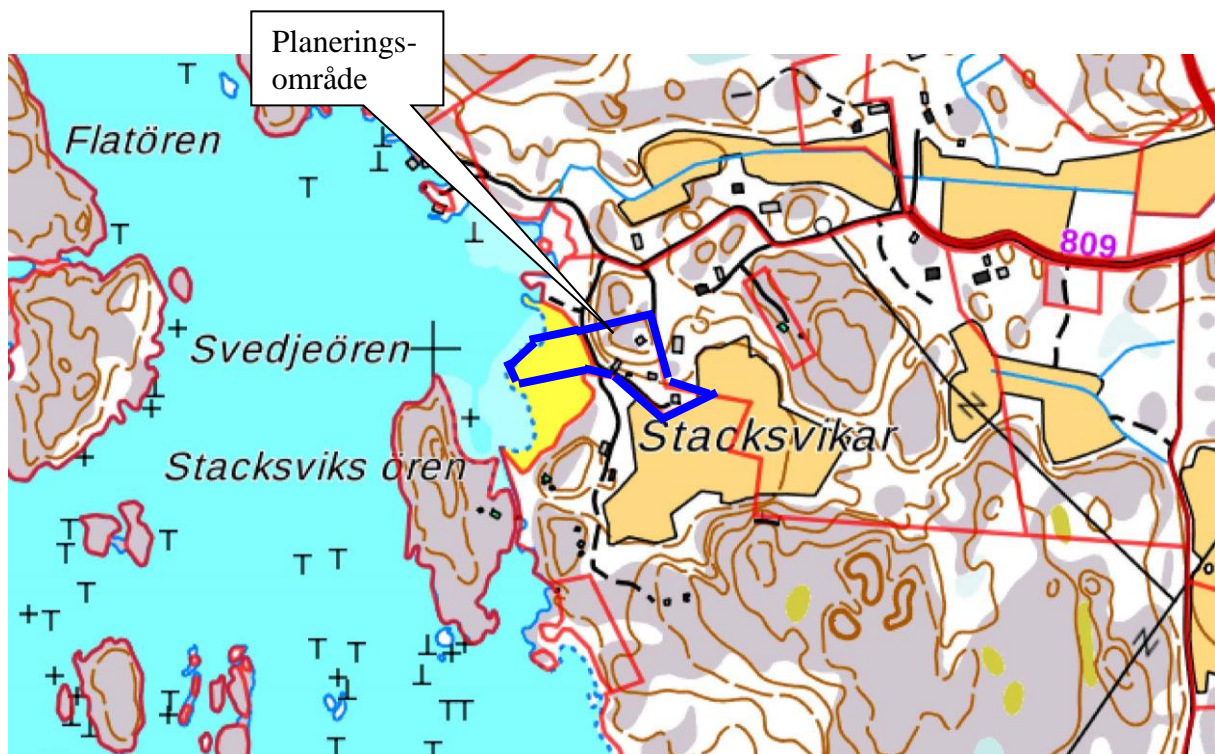 Planerings-
område
Flatören
809
Svedjeören
Stacksvikar
Stacksviks ören